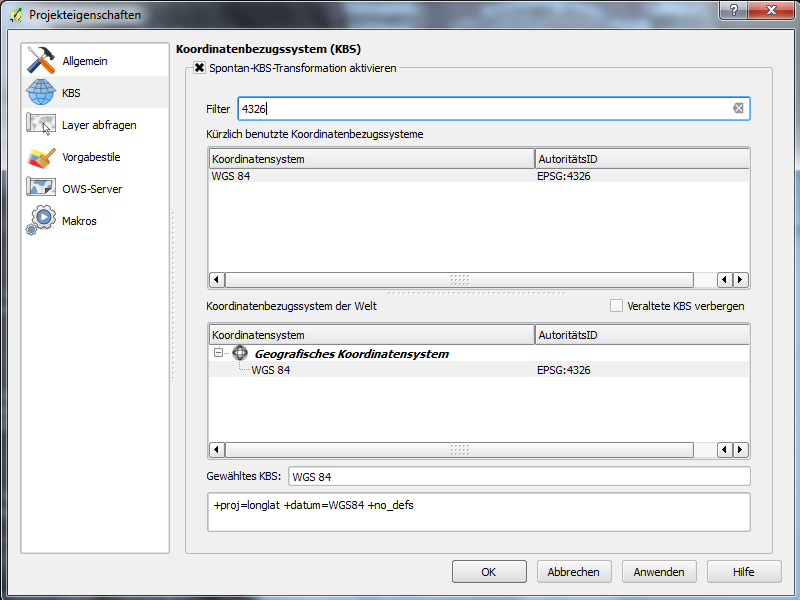 Projekteigenschaften
Allgemein
KBS
Layer abfragen
Vorgabestile
OWS-Server
Makros
Koordinatenbezugssystem (KBS)
Spontan-KBS-Transformation aktivieren
Filter 4326
Kürzlich benutzte Koordinatenbezugssysteme
Koordinatensystem AutoritätsID
WGS 84 EPSG:4326
Koordinatenbezugssystem der Welt Veraltete KBS verbergen
Koordinatensystem AutoritätsID
Geografisches Koordinatensystem
WGS 84 EPSG:4326
Gewähltes KBS: WGS 84
+proj=longlat +datum=WGS84 +no_defs
OK Abbrechen Anwenden Hilfe